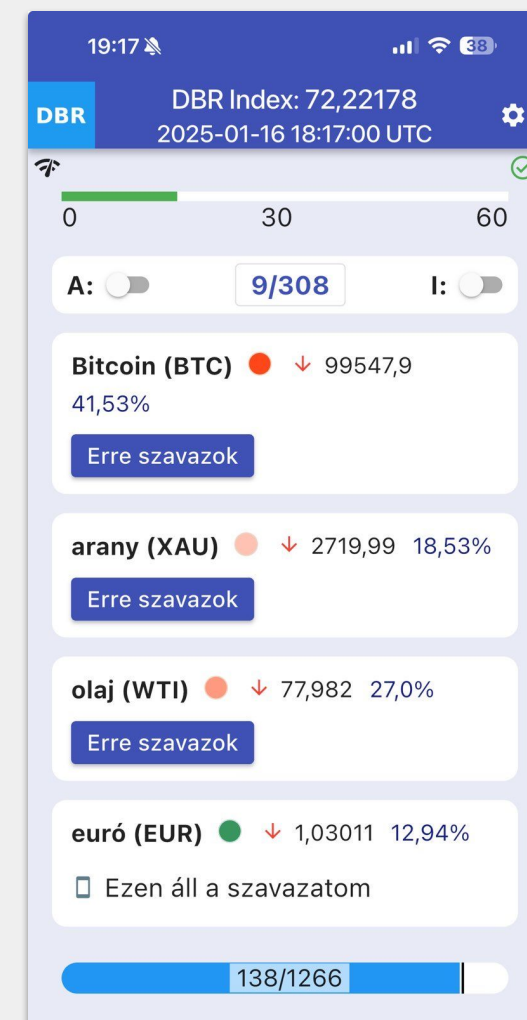 19:17
38
DBR
DBR Index: 72,22178
2025-01-16 18:17:00 UTC
0 30 60
A: 9/308 I:
Bitcoin (BTC) ↓ 99547,9
41,53%
Erre szavazok
arany (XAU) ↓ 2719,99 18,53%
Erre szavazok
olaj (WTI) ↓ 77,982 27,0%
Erre szavazok
euró (EUR) ↓ 1,03011 12,94%
Ezen áll a szavazatom
138/1266